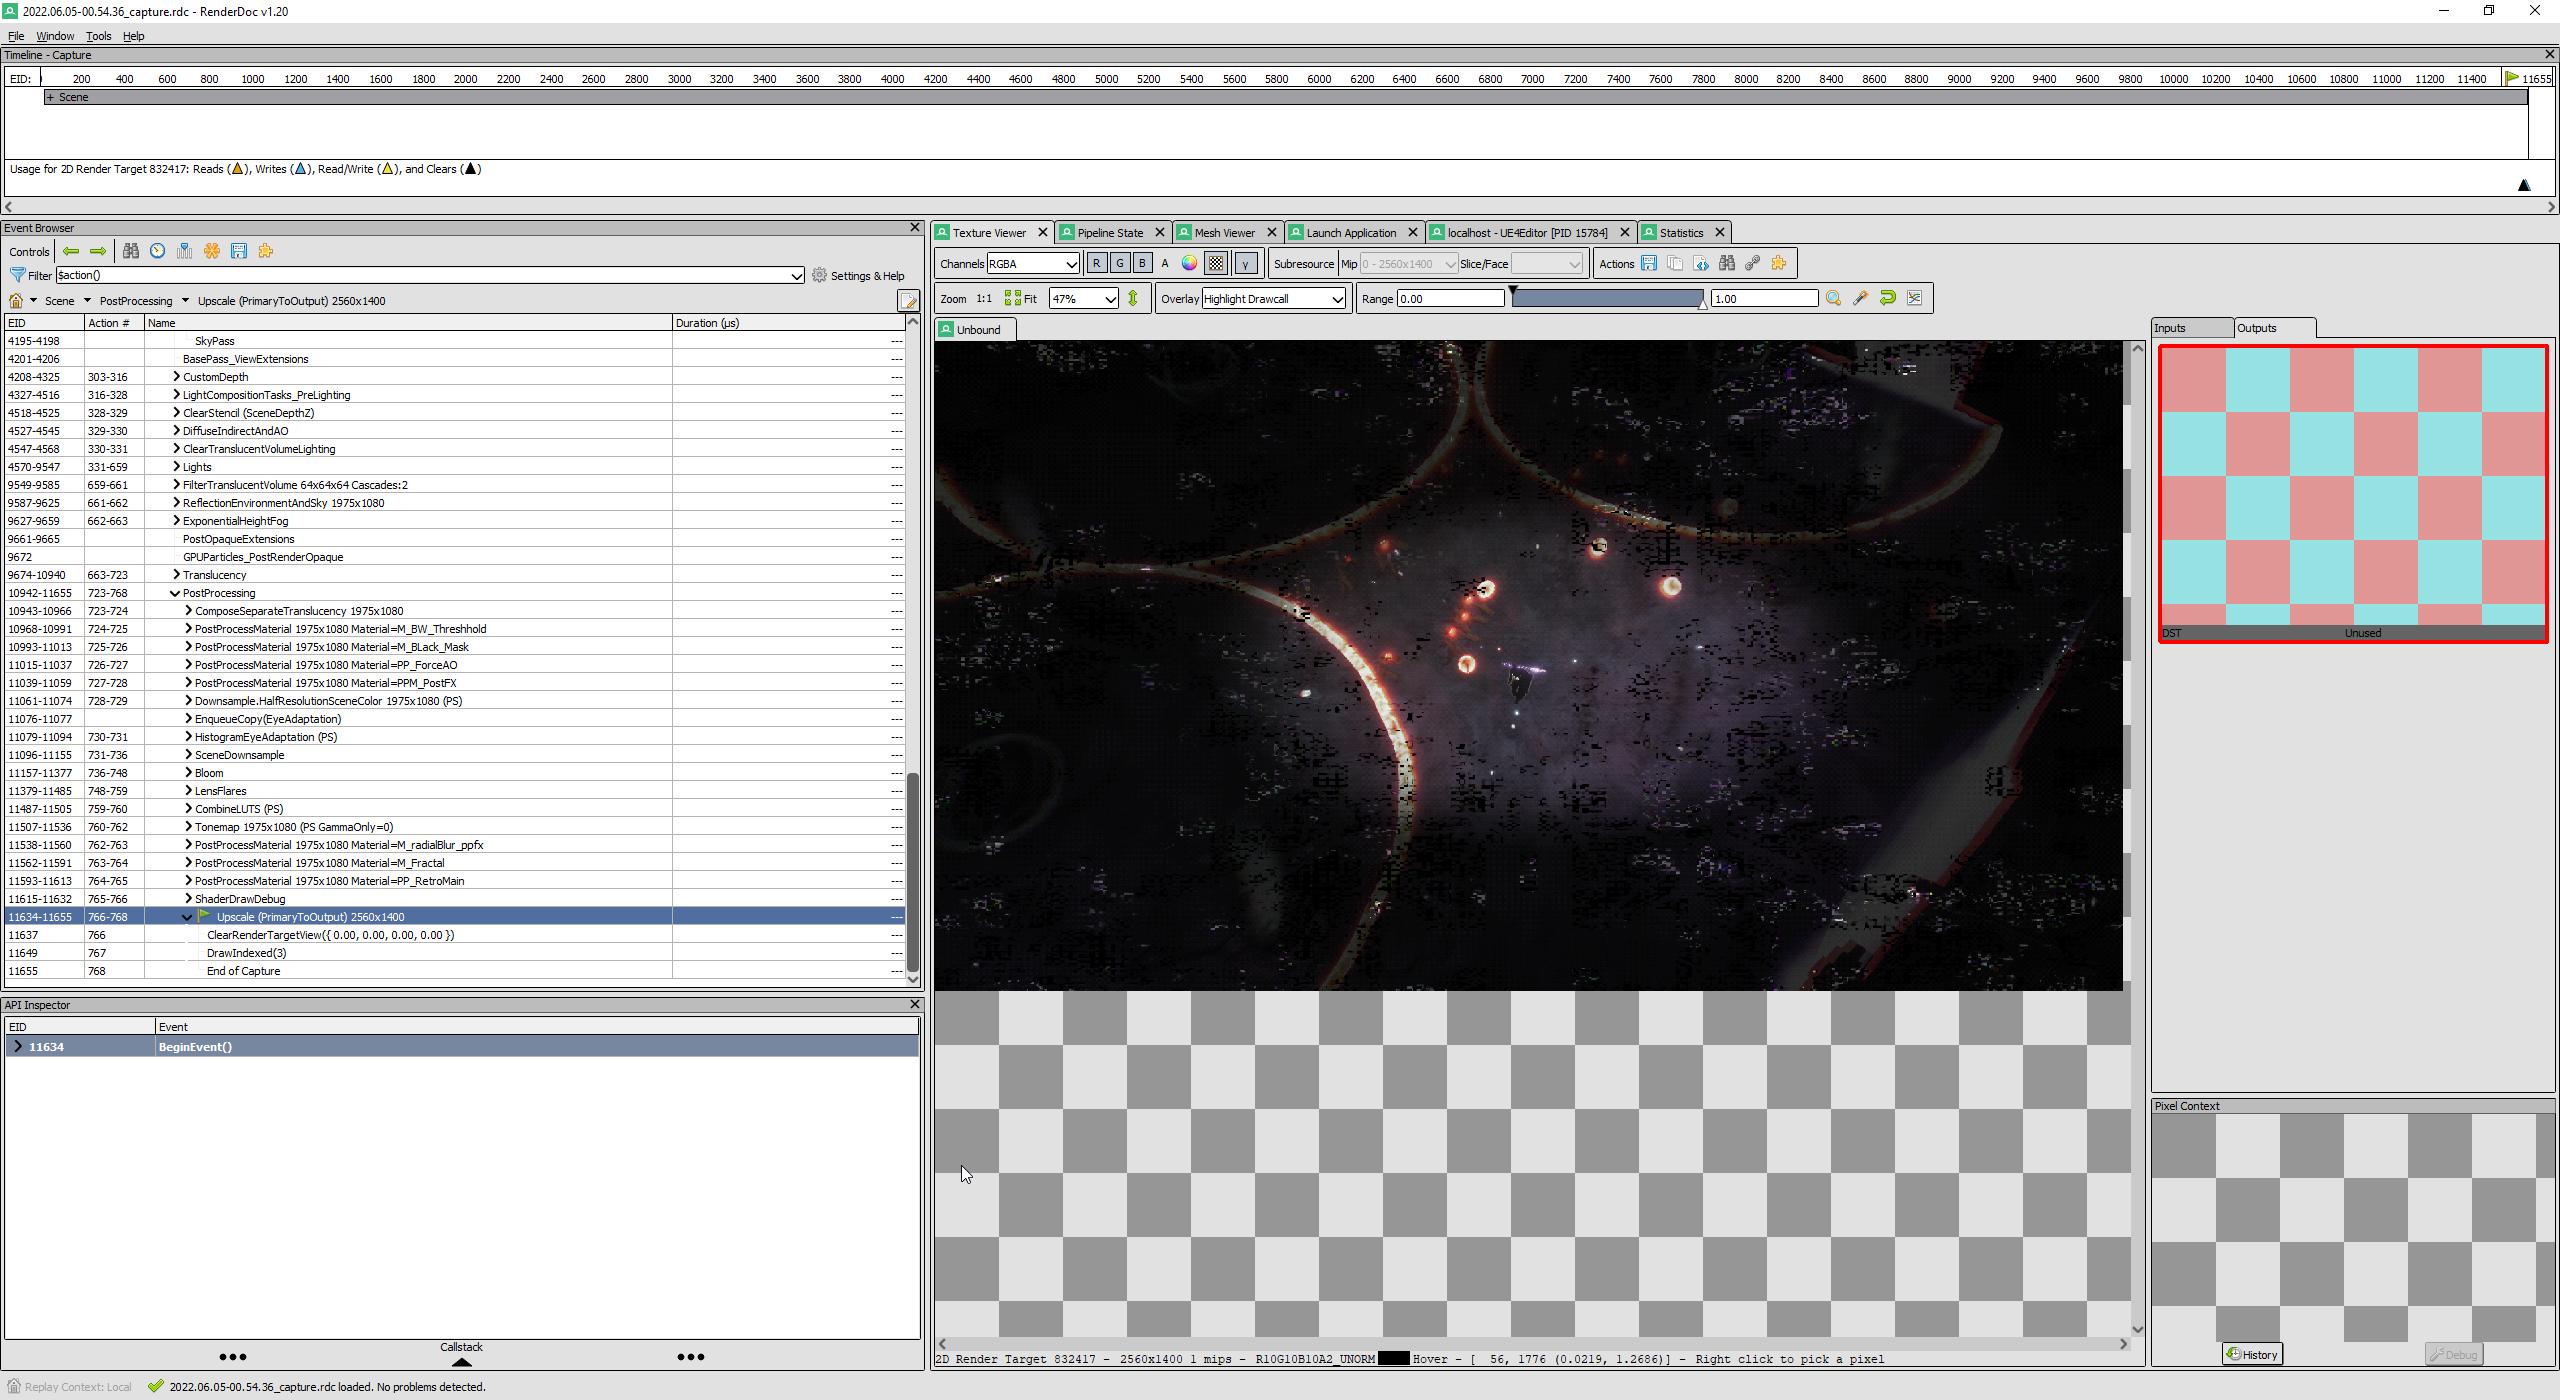 2022.06.05-00.54.36_capture.rdc - RenderDoc v1.20
File Window Tools Help
Timeline - Capture
EID: 200 400 600 800 1000 1200 1400 1600 1800 2000 2200 2400 2600 2800 3000 3200 3400 3600 3800 4000 4200 4400 4600 4800 5000 5200 5400 5600 5800 6000 6200 6400 6600 6800 7000 7200 7400 7600 7800 8000 8200 8400 8600 8800 9000 9200 9400 9600 9800 10000 10200 10400 10600 10800 11000 11200 11400 11655
+ Scene
Usage for 2D Render Target 832417: Reads (▲), Writes (▲), Read/Write (▲), and Clears (▲)
Event Browser
Controls
Filter $action() Settings & Help
Scene PostProcessing Upscale (PrimaryToOutput) 2560x1400
EID Action # Name Duration (µs)
4195-4198 SkyPass ---
4201-4206 BasePass_ViewExtensions ---
4208-4325 303-316 CustomDepth ---
4327-4516 316-328 LightCompositionTasks_PreLighting ---
4518-4525 328-329 ClearStencil (SceneDepthZ) ---
4527-4545 329-330 DiffuseIndirectAndAO ---
4547-4568 330-331 ClearTranslucentVolumeLighting ---
4570-9547 331-659 Lights ---
9549-9585 659-661 FilterTranslucentVolume 64x64x64 Cascades:2 ---
9587-9625 661-662 ReflectionEnvironmentAndSky 1975x1080 ---
9627-9659 662-663 ExponentialHeightFog ---
9661-9665 PostOpaqueExtensions ---
9672 GPUParticles_PostRenderOpaque ---
9674-10940 663-723 Translucency ---
10942-11655 723-768 PostProcessing ---
10943-10966 723-724 ComposeSeparateTranslucency 1975x1080 ---
10968-10991 724-725 PostProcessMaterial 1975x1080 Material=M_BW_Threshhold ---
10993-11013 725-726 PostProcessMaterial 1975x1080 Material=M_BLack_Mask ---
11015-11037 726-727 PostProcessMaterial 1975x1080 Material=PP_ForceAO ---
11039-11059 727-728 PostProcessMaterial 1975x1080 Material=PPM_PostFX ---
11061-11074 728-729 Downsample.HalfResolutionSceneColor 1975x1080 (PS) ---
11076-11077 EnqueueCopy(EyeAdaptation) ---
11079-11094 730-731 HistogramEyeAdaptation (PS) ---
11096-11155 731-736 SceneDownsample ---
11157-11377 736-748 Bloom ---
11379-11485 748-759 LensFlares ---
11487-11505 759-760 CombineLUTS (PS) ---
11507-11536 760-762 Tonemap 1975x1080 (PS GammaOnly=0) ---
11538-11560 762-763 PostProcessMaterial 1975x1080 Material=M_radialBlur_ppfx ---
11562-11591 763-764 PostProcessMaterial 1975x1080 Material=M_Fractal ---
11593-11613 764-765 PostProcessMaterial 1975x1080 Material=PP_RetroMain ---
11615-11632 765-766 ShaderDrawDebug ---
11634-11655 766-768 Upscale (PrimaryToOutput) 2560x1400 ---
11637 766 ClearRenderTargetView({ 0.00, 0.00, 0.00, 0.00 }) ---
11649 767 DrawIndexed(3) ---
11655 768 End of Capture ---
API Inspector
EID Event
11634 BeginEvent()
Callstack
Texture Viewer Pipeline State Mesh Viewer Launch Application localhost - UE4Editor [PID 15784] Statistics
Channels RGBA R G B A γ Subresource Mip 0 - 2560x1400 Slice/Face Actions
Zoom 1:1 Fit 47% Overlay Highlight Drawcall Range 0.00 1.00
Unbound
2D Render Target 832417 - 2560x1400 1 mips - R10G10B10A2_UNORM Hover - [ 56, 1776 (0.0219, 1.2686)] - Right click to pick a pixel
Inputs Outputs
DST Unused
Pixel Context
History Debug
Replay Context: Local 2022.06.05-00.54.36_capture.rdc loaded. No problems detected.